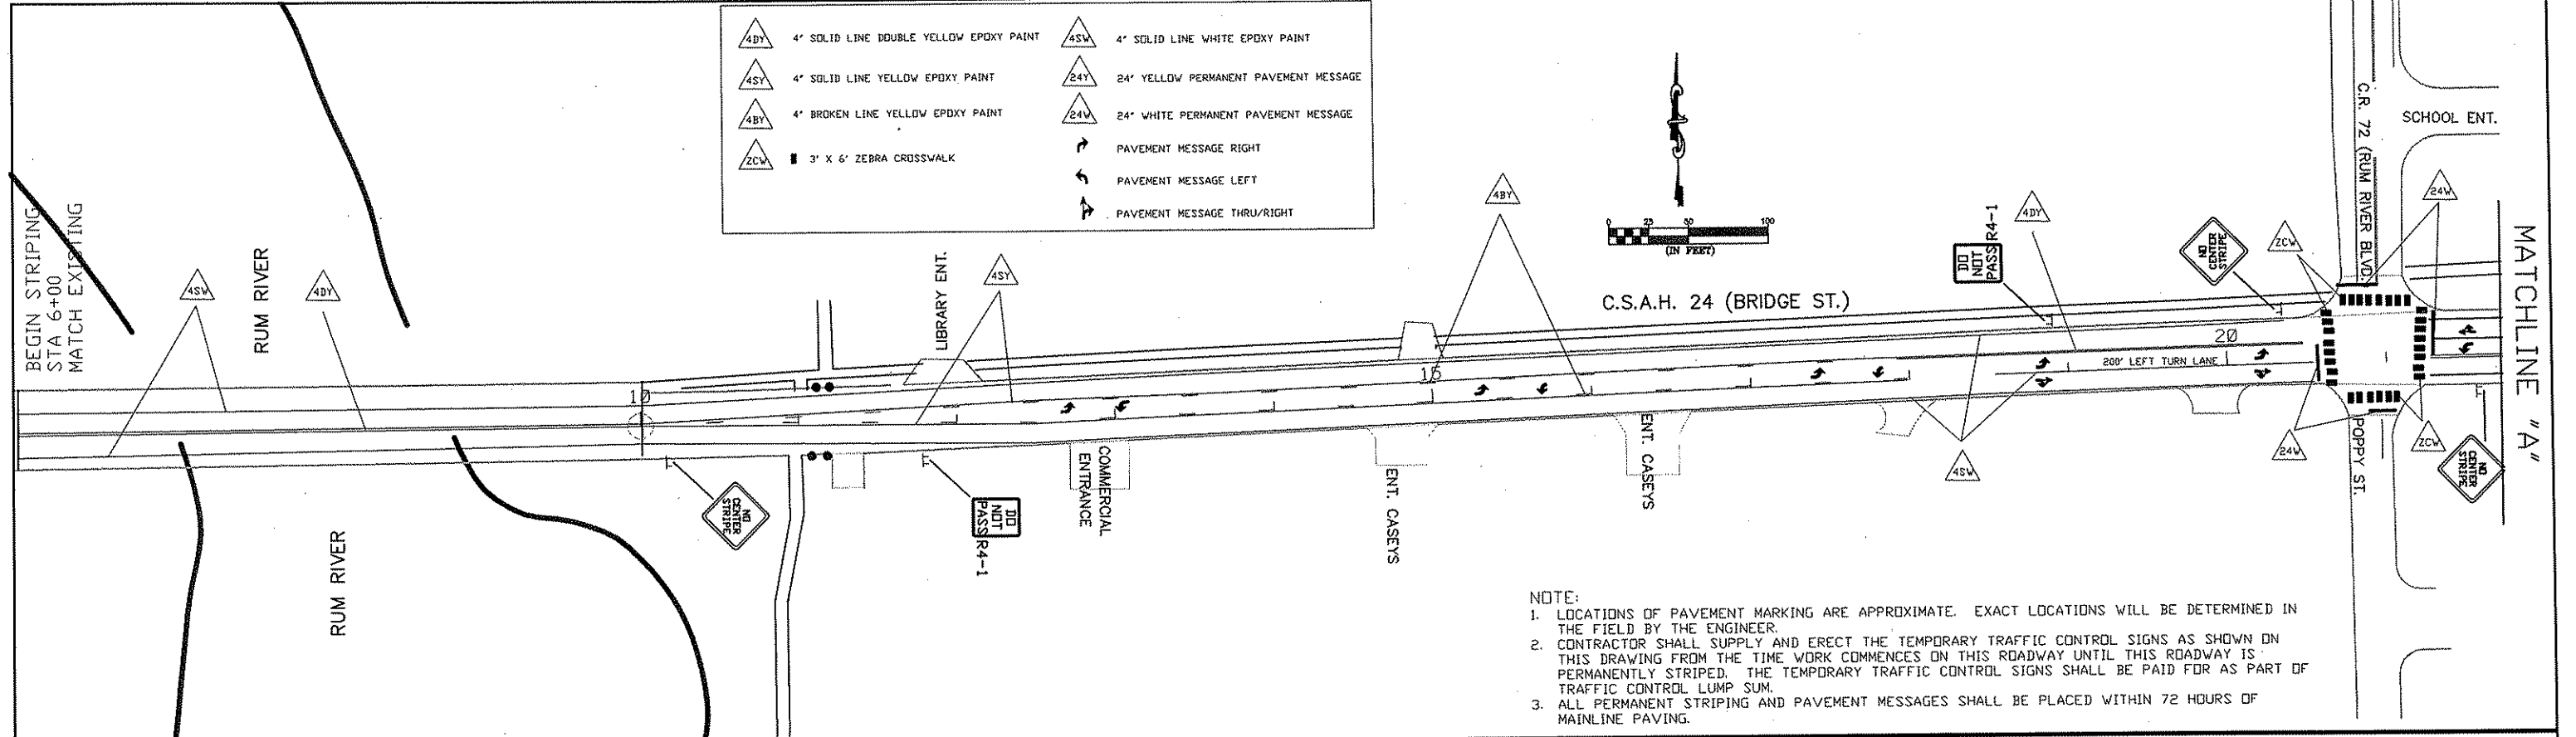 4DY 4" SOLID LINE DOUBLE YELLOW EPOXY PAINT
4SY 4" SOLID LINE YELLOW EPOXY PAINT
4BY 4" BROKEN LINE YELLOW EPOXY PAINT
ZCW 3' X 6' ZEBRA CROSSWALK
4SW 4" SOLID LINE WHITE EPOXY PAINT
24Y 24" YELLOW PERMANENT PAVEMENT MESSAGE
24W 24" WHITE PERMANENT PAVEMENT MESSAGE
PAVEMENT MESSAGE RIGHT
PAVEMENT MESSAGE LEFT
PAVEMENT MESSAGE THRU/RIGHT
0 25 50 100
(IN FEET)
BEGIN STRIPING
STA 6+00
MATCH EXISTING
4SW
RUM RIVER
4DY
RUM RIVER
10
LIBRARY ENT.
4SY
NO
CENTER
STRIPE
DO
NOT
PASS
R4-1
COMMERCIAL
ENTRANCE
4BY
15
ENT. CASEYS
ENT. CASEYS
C.S.A.H. 24 (BRIDGE ST.)
DO
NOT
PASS
R4-1
4DY
4SW
NO
CENTER
STRIPE
20
200' LEFT TURN LANE
ZCW
24W
C.R. 72 (RUM RIVER BLVD.)
SCHOOL ENT.
24W
POPPY ST.
ZCW
NO
CENTER
STRIPE
MATCHLINE "A"
NOTE:
1. LOCATIONS OF PAVEMENT MARKING ARE APPROXIMATE. EXACT LOCATIONS WILL BE DETERMINED IN
THE FIELD BY THE ENGINEER.
2. CONTRACTOR SHALL SUPPLY AND ERECT THE TEMPORARY TRAFFIC CONTROL SIGNS AS SHOWN ON
THIS DRAWING FROM THE TIME WORK COMMENCES ON THIS ROADWAY UNTIL THIS ROADWAY IS
PERMANENTLY STRIPED. THE TEMPORARY TRAFFIC CONTROL SIGNS SHALL BE PAID FOR AS PART OF
TRAFFIC CONTROL LUMP SUM.
3. ALL PERMANENT STRIPING AND PAVEMENT MESSAGES SHALL BE PLACED WITHIN 72 HOURS OF
MAINLINE PAVING.